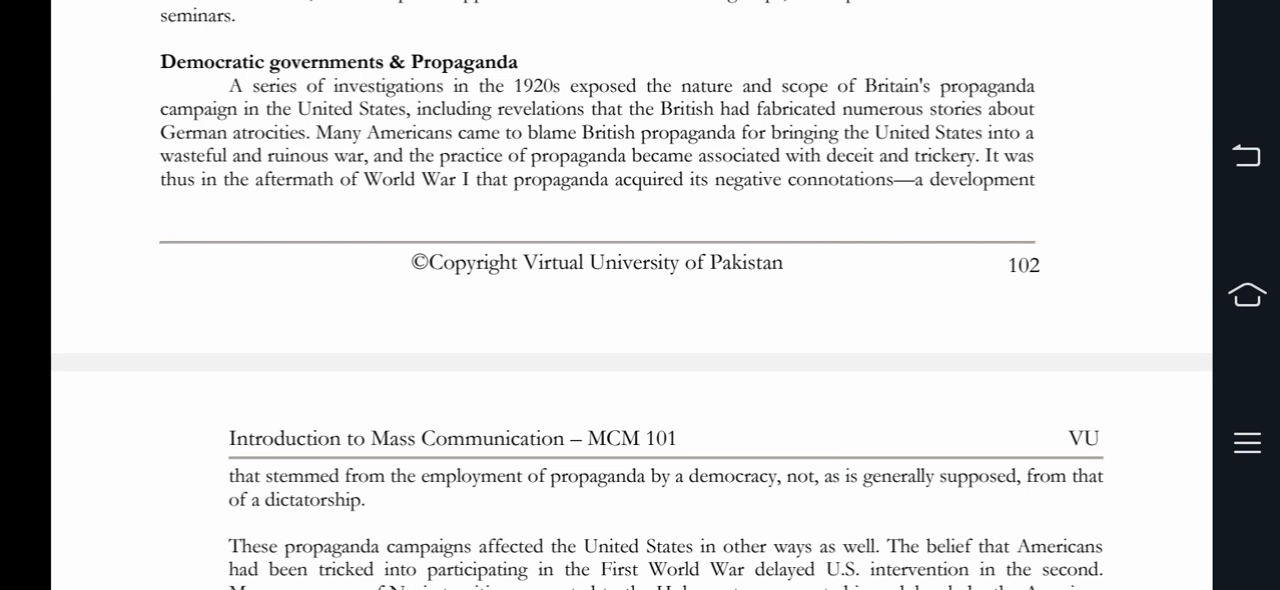 seminars.
Democratic governments & Propaganda
A series of investigations in the 1920s exposed the nature and scope of Britain's propaganda
campaign in the United States, including revelations that the British had fabricated numerous stories about
German atrocities. Many Americans came to blame British propaganda for bringing the United States into a
wasteful and ruinous war, and the practice of propaganda became associated with deceit and trickery. It was
thus in the aftermath of World War I that propaganda acquired its negative connotations—a development
©Copyright Virtual University of Pakistan 102
Introduction to Mass Communication – MCM 101 VU
that stemmed from the employment of propaganda by a democracy, not, as is generally supposed, from that
of a dictatorship.
These propaganda campaigns affected the United States in other ways as well. The belief that Americans
had been tricked into participating in the First World War delayed U.S. intervention in the second.